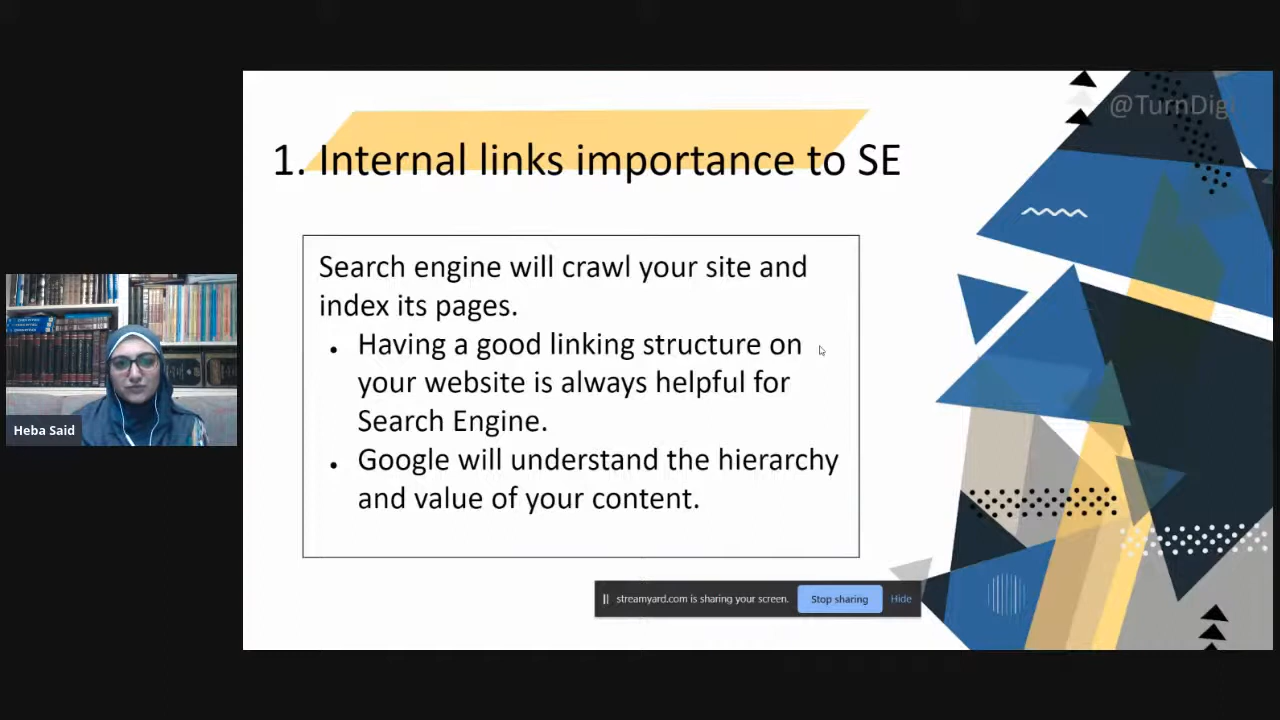 @TurnDigi
1. Internal links importance to SE
Search engine will crawl your site and
index its pages.
• Having a good linking structure on
your website is always helpful for
Search Engine.
• Google will understand the hierarchy
and value of your content.
Heba Said
streamyard.com is sharing your screen.
Stop sharing
Hide